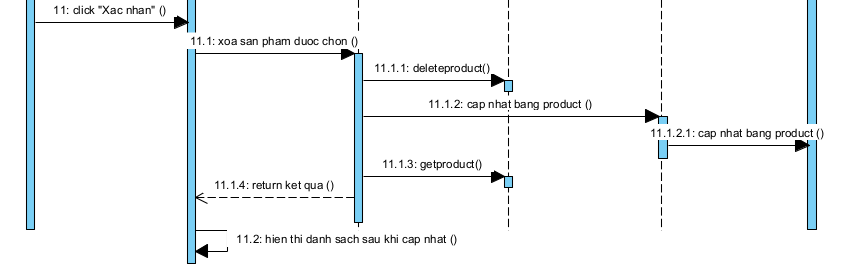 11: click "Xac nhan" ()
11.1: xoa san pham duoc chon ()
11.1.1: deleteproduct()
11.1.2: cap nhat bang product ()
11.1.2.1: cap nhat bang product ()
11.1.3: getproduct()
11.1.4: return ket qua ()
11.2: hien thi danh sach sau khi cap nhat ()